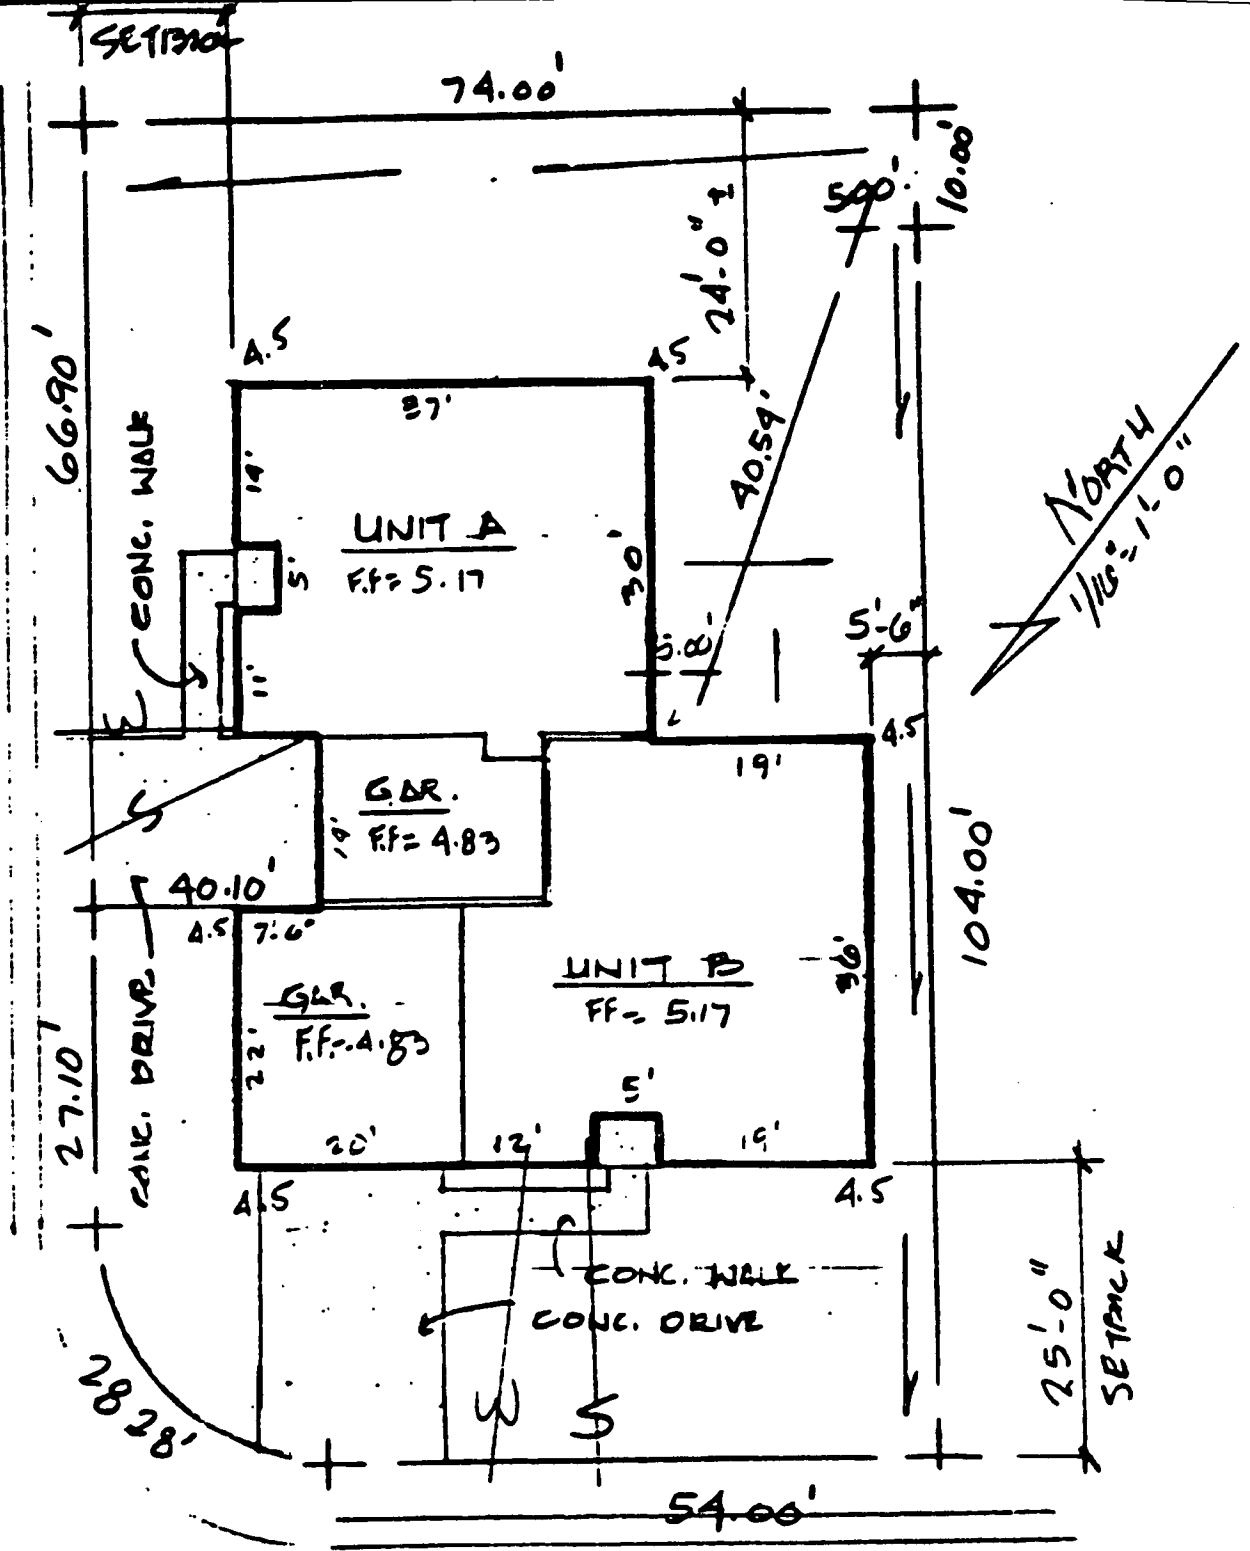 SETBACK
74.00'
10.00'
5.00'
24'-0" ±
66.90'
4.5
4.5
37'
40.54'
NORTH
1/16" = 1'-0"
CONC. WALK
14'
UNIT A
F.F= 5.17
5'
30'
5'-6"
5.00'
11'
W
4.5
19'
S
GAR.
F.F= 4.83
14'
40.10'
104.00'
4.5
7'-6"
UNIT B
FF= 5.17
36'
GAR.
F.F.= 4.83
CONC. DRIVE
27.10'
22'
5'
20'
12'
19'
4.5
4.5
CONC. WALK
CONC. DRIVE
25'-0"
SETBACK
28.28'
W
S
54.00'